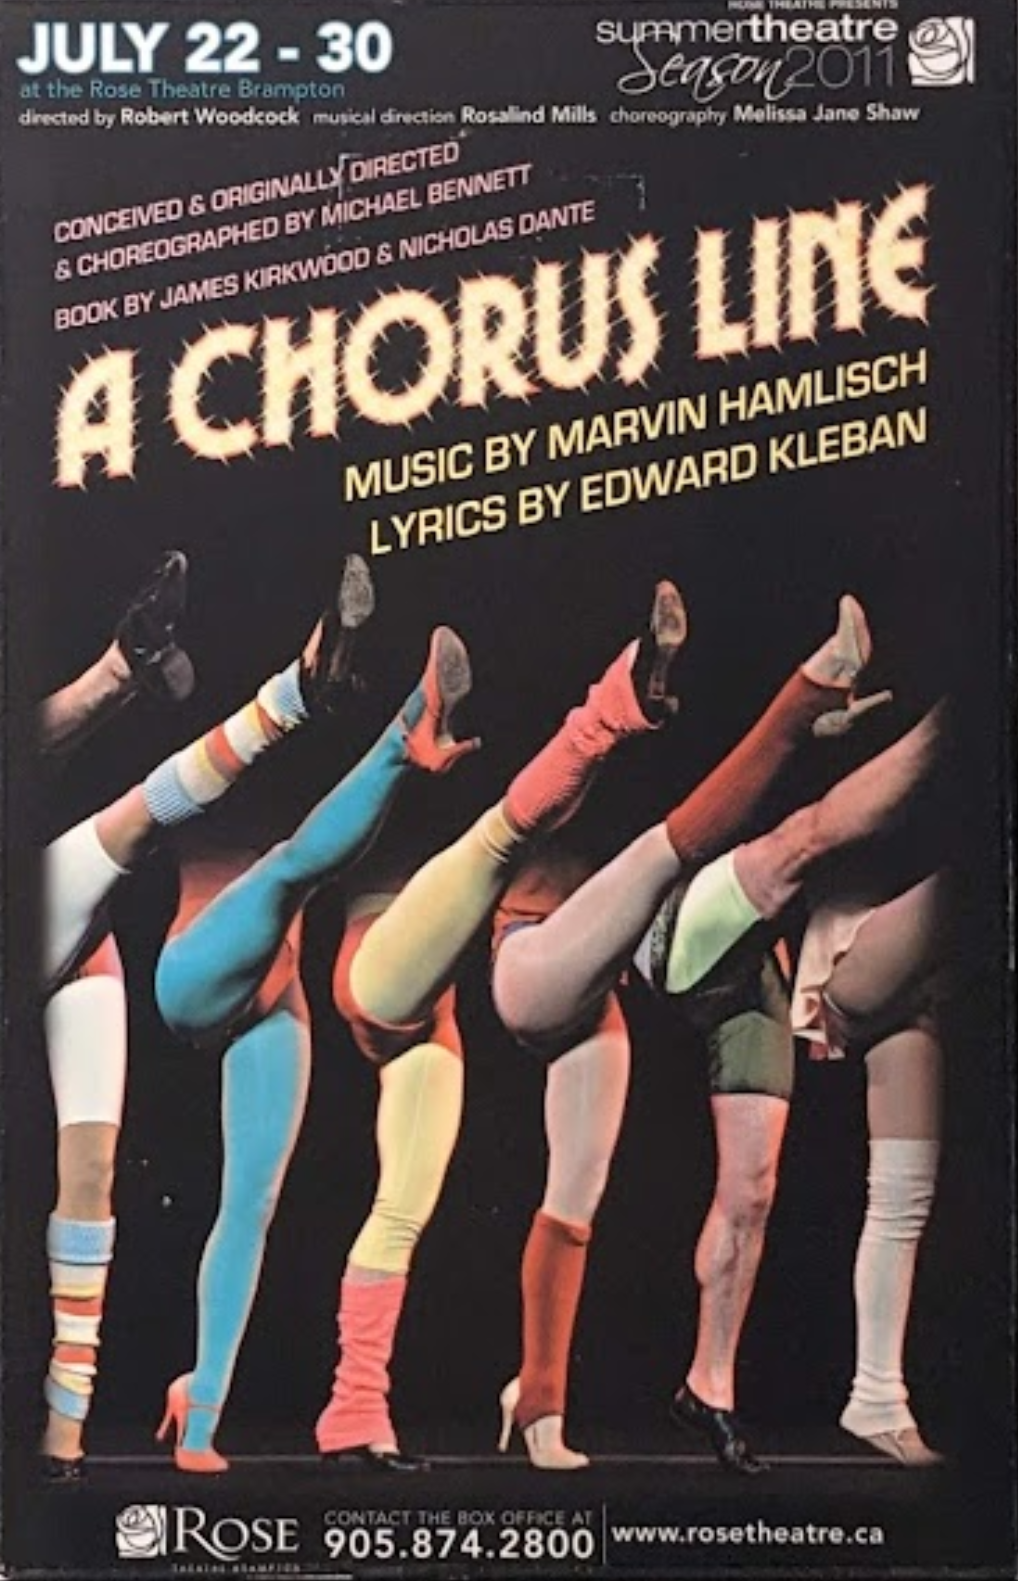 ROSE THEATRE PRESENTS
JULY 22 - 30
summertheatre
Season2011
at the Rose Theatre Brampton
directed by Robert Woodcock musical direction Rosalind Mills choreography Melissa Jane Shaw
CONCEIVED & ORIGINALLY DIRECTED
& CHOREOGRAPHED BY MICHAEL BENNETT
BOOK BY JAMES KIRKWOOD & NICHOLAS DANTE
A CHORUS LINE
MUSIC BY MARVIN HAMLISCH
LYRICS BY EDWARD KLEBAN
ROSE
THEATRE BRAMPTON
CONTACT THE BOX OFFICE AT
905.874.2800
www.rosetheatre.ca